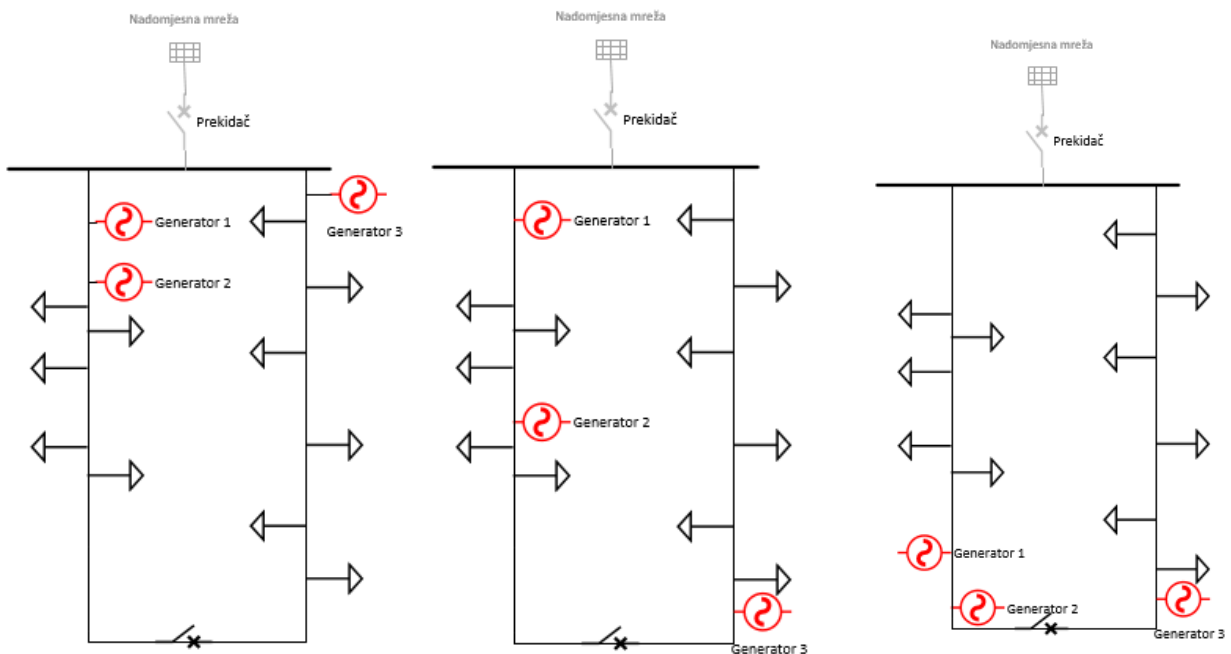 Nadomjesna mreža
Prekidač
Generator 1
Generator 3
Generator 2
Nadomjesna mreža
Prekidač
Generator 1
Generator 2
Generator 3
Nadomjesna mreža
Prekidač
Generator 1
Generator 2
Generator 3